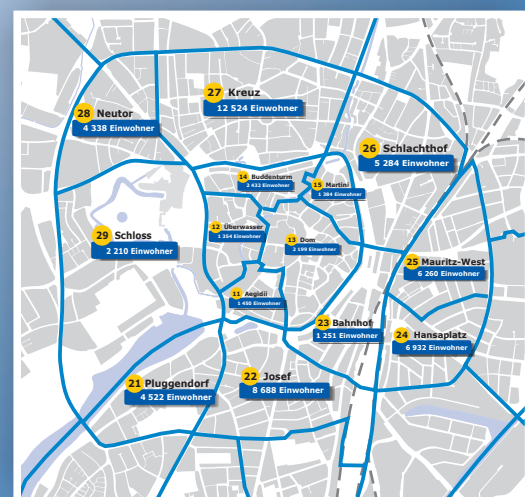 27 Kreuz
12 524 Einwohner
28 Neutor
4 338 Einwohner
26 Schlachthof
5 284 Einwohner
14 Buddenturm
2 433 Einwohner
15 Martini
1 384 Einwohner
29 Schloss
2 210 Einwohner
12 Überwasser
1 354 Einwohner
13 Dom
2 199 Einwohner
25 Mauritz-West
6 260 Einwohner
11 Aegidii
1 450 Einwohner
23 Bahnhof
1 251 Einwohner
24 Hansaplatz
6 932 Einwohner
22 Josef
8 688 Einwohner
21 Pluggendorf
4 522 Einwohner